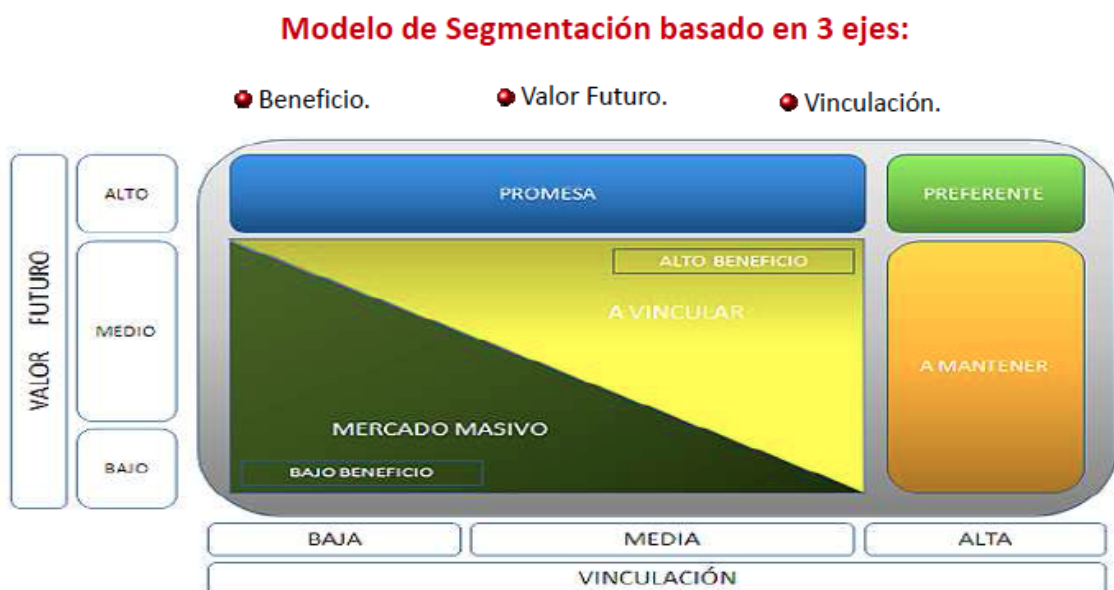 Modelo de Segmentación basado en 3 ejes:
Beneficio.
Valor Futuro.
Vinculación.
VALOR FUTURO
ALTO
MEDIO
BAJO
PROMESA
PREFERENTE
ALTO BENEFICIO
A VINCULAR
A MANTENER
MERCADO MASIVO
BAJO BENEFICIO
BAJA
MEDIA
ALTA
VINCULACIÓN